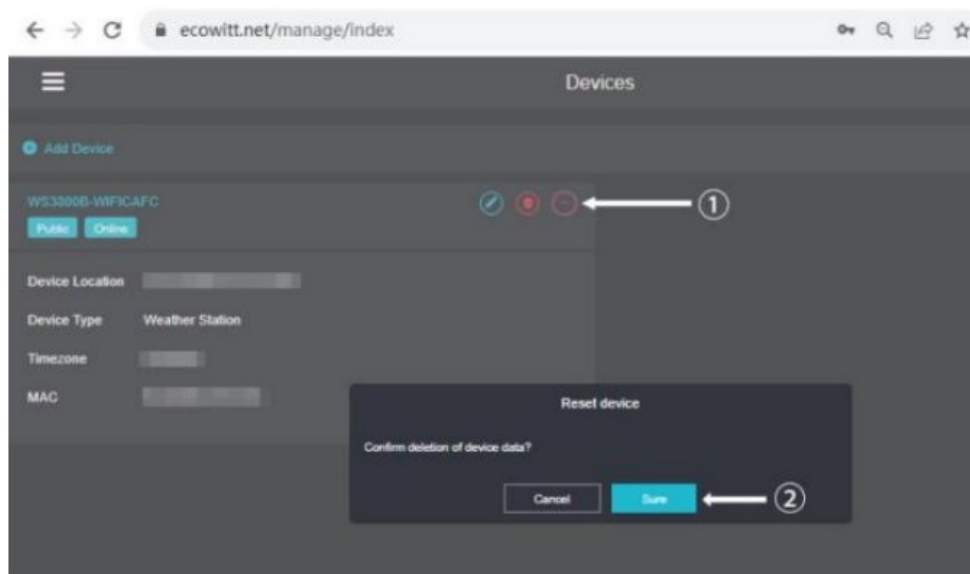 ecowitt.net/manage/index
Devices
Add Device
WS3800B-WIFICAFC
Public Online
①
Device Location
Device Type Weather Station
Timezone
MAC
Reset device
Confirm deletion of device data?
Cancel Sure
②